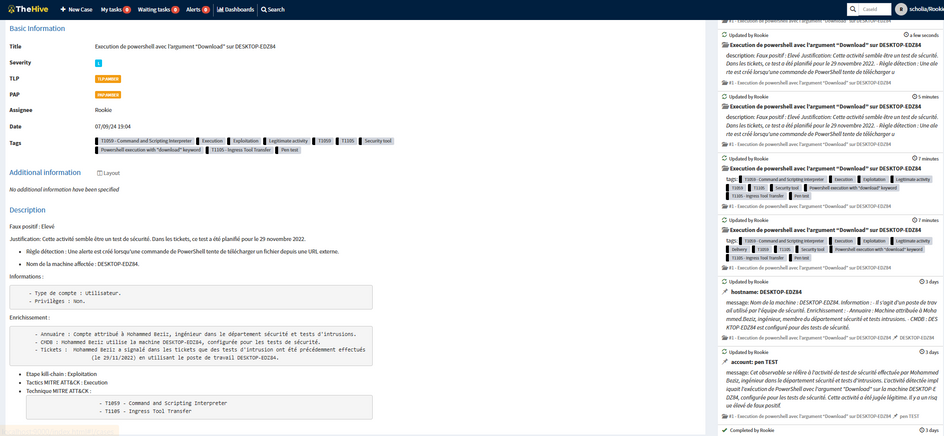 TheHive
+ New Case
My tasks 0
Waiting tasks 0
Alerts 0
Dashboards
Search
CaseId
R
scholia/Rookie
Basic Information
Title
Execution de powershell avec l'argument "Download" sur DESKTOP-EDZ84
Severity
L
TLP
TLP:AMBER
PAP
PAP:AMBER
Assignee
Rookie
Date
07/09/24 19:04
Tags
T1059 - Command and Scripting Interpreter
Execution
Exploitation
Legitimate activity
T1059
T1105
Security tool
Powershell execution with "download" keyword
T1105 - Ingress Tool Transfer
Pen test
Additional information
Layout
No additional information have been specified
Description
Faux positif : Elevé
Justification: Cette activité semble être un test de sécurité. Dans les tickets, ce test a été planifié pour le 29 novembre 2022.
• Règle détection : Une alerte est créé lorsqu'une commande de PowerShell tente de télécharger un fichier depuis une URL externe.
• Nom de la machine affectée : DESKTOP-EDZ84.
Informations :
- Type de compte : Utilisateur.
- Privilèges : Non.
Enrichissement :
- Annuaire : Compte attribué à Mohammed Beziz, ingénieur dans le département sécurité et tests d'intrusions.
- CMDB : Mohammed Beziz utilise la machine DESKTOP-EDZ84, configurée pour les tests de sécurité.
- Tickets : Mohammed Beziz a signalé dans les tickets que des tests d'intrusion ont été précédemment effectués
(le 29/11/2022) en utilisant le poste de travail DESKTOP-EDZ84.
• Etape kill-chain : Exploitation
• Tactics MITRE ATT&CK : Execution
• Technique MITRE ATT&CK :
- T1059 - Command and Scripting Interpreter
- T1105 - Ingress Tool Transfer
#1 - Execution de powershell avec l'argument "Download" sur DESKTOP-EDZ84
Updated by Rookie
a few seconds
Execution de powershell avec l'argument "Download" sur DESKTOP-EDZ84
description: Faux positif : Elevé Justification: Cette activité semble être un test de sécurité.
Dans les tickets, ce test a été planifié pour le 29 novembre 2022. - Règle détection : Une ale
rte est créé lorsqu'une commande de PowerShell tente de télécharger u
#1 - Execution de powershell avec l'argument "Download" sur DESKTOP-EDZ84
Updated by Rookie
5 minutes
Execution de powershell avec l'argument "Download" sur DESKTOP-EDZ84
description: Faux positif : Elevé Justification: Cette activité semble être un test de sécurité.
Dans les tickets, ce test a été planifié pour le 29 novembre 2022. - Règle détection : Une ale
rte est créé lorsqu'une commande de PowerShell tente de télécharger u
#1 - Execution de powershell avec l'argument "Download" sur DESKTOP-EDZ84
Updated by Rookie
7 minutes
Execution de powershell avec l'argument "Download" sur DESKTOP-EDZ84
tags: T1059 - Command and Scripting Interpreter Execution Exploitation Legitimate activity
T1059 T1105 Security tool Powershell execution with "download" keyword
T1105 - Ingress Tool Transfer Pen test
#1 - Execution de powershell avec l'argument "Download" sur DESKTOP-EDZ84
Updated by Rookie
7 minutes
Execution de powershell avec l'argument "Download" sur DESKTOP-EDZ84
tags: T1059 - Command and Scripting Interpreter Execution Exploitation Legitimate activity
Delivery T1059 T1105 Security tool Powershell execution with "download" keyword
T1105 - Ingress Tool Transfer Pen test
#1 - Execution de powershell avec l'argument "Download" sur DESKTOP-EDZ84
Updated by Rookie
3 days
hostname: DESKTOP-EDZ84
message: Nom de la machine : DESKTOP-EDZ84. Information : - Il s'agit d'un poste de trav
ail utilisé par l'équipe de sécurité. Enrichissement : - Annuaire : Machine attribuée à Moha
mmed Beziz, ingénieur, membre du département sécurité et tests intrusions. - CMDB : DES
KTOP-EDZ84 est configuré pour des tests de sécurité.
#1 - Execution de powershell avec l'argument "Download" sur DESKTOP-EDZ84 DESKTOP-EDZ84
Updated by Rookie
3 days
account: pen TEST
message: Cet observable se réfère à l'activité de test de sécurité effectuée par Mohammed
Beziz, ingénieur dans le département sécurité et tests d'intrusions. L'activité détectée impl
iquait l'exécution de PowerShell avec l'argument "Download" sur la machine DESKTOP-E
DZ84, configurée pour les tests de sécurité. Cette activité a été jugée légitime. Il y a un risq
ue élevé de faux positif.
#1 - Execution de powershell avec l'argument "Download" sur DESKTOP-EDZ84 pen TEST
Completed by Rookie
3 days